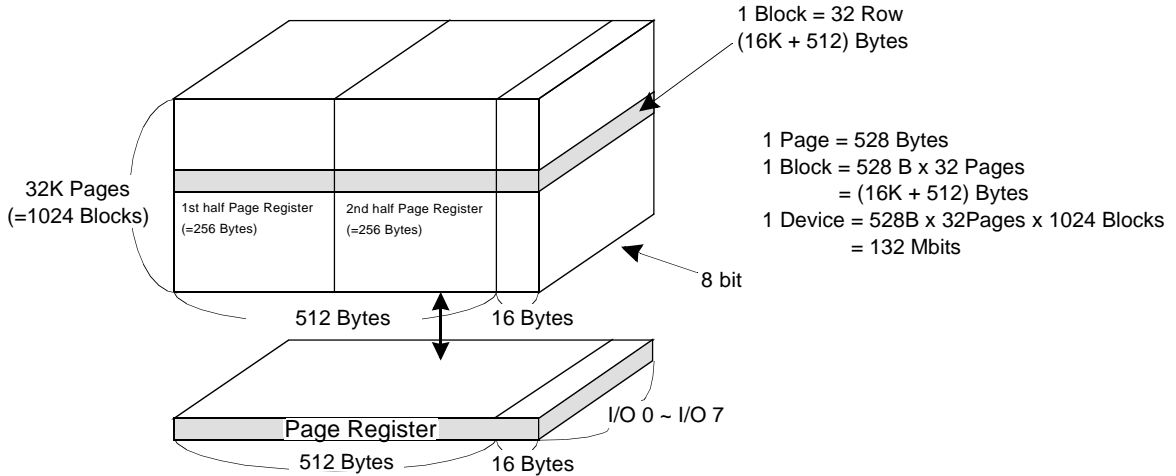 1 Block = 32 Row
(16K + 512) Bytes
1 Page = 528 Bytes
1 Block = 528 B x 32 Pages
= (16K + 512) Bytes
1 Device = 528B x 32Pages x 1024 Blocks
= 132 Mbits
32K Pages
(=1024 Blocks)
1st half Page Register
(=256 Bytes)
2nd half Page Register
(=256 Bytes)
8 bit
512 Bytes
16 Bytes
I/O 0 ~ I/O 7
Page Register
512 Bytes
16 Bytes